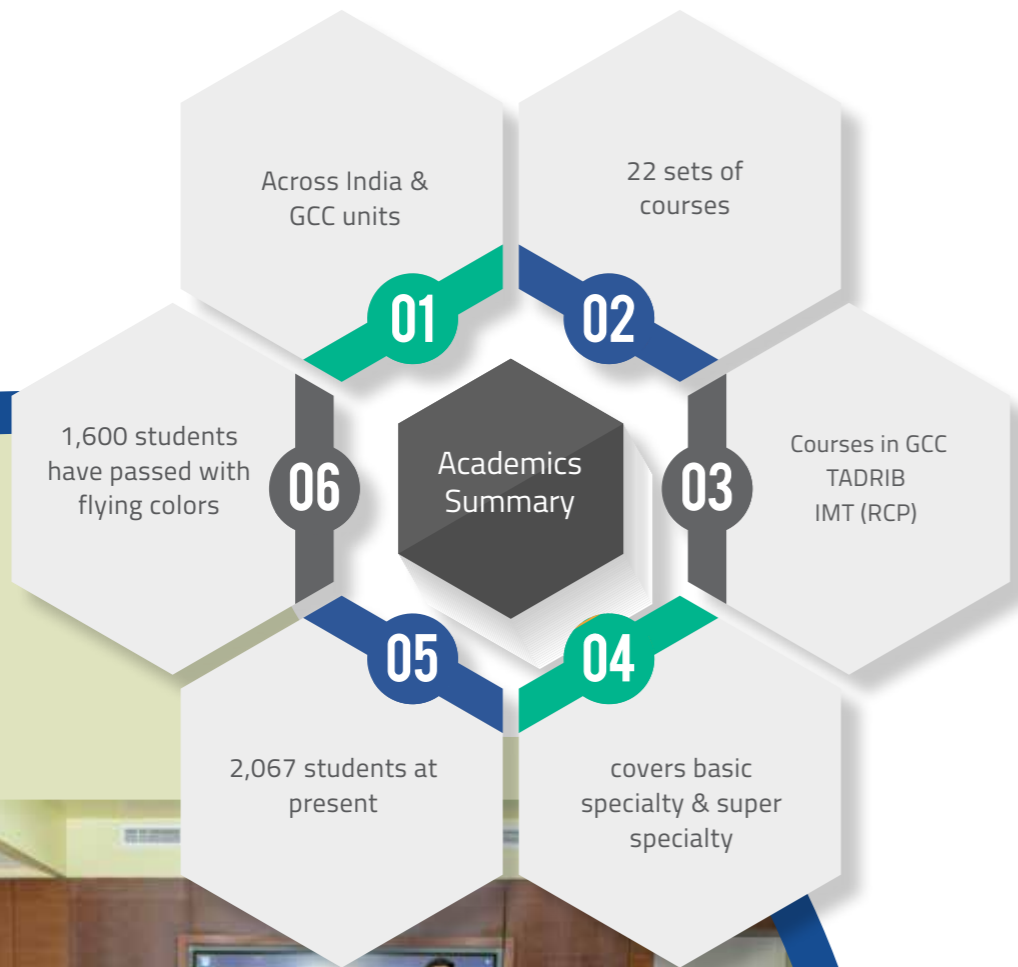 Across India &
GCC units
01
22 sets of
courses
02
Courses in GCC
TADRIB
IMT (RCP)
03
covers basic
specialty & super
specialty
04
2,067 students at
present
05
1,600 students
have passed with
flying colors
06
Academics
Summary